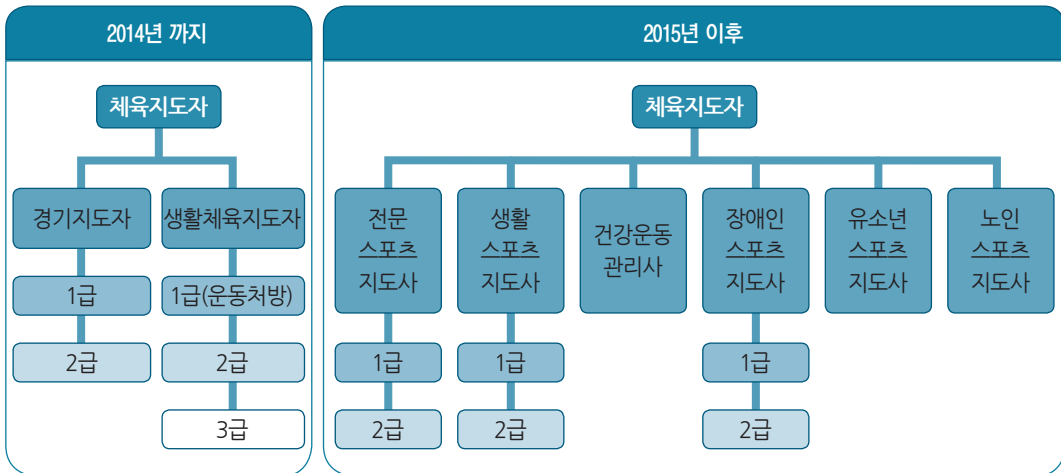 2014년 까지
체육지도자
경기지도자
생활체육지도자
1급
1급(운동처방)
2급
2급
3급
2015년 이후
체육지도자
전문
스포츠
지도사
생활
스포츠
지도사
건강운동
관리사
장애인
스포츠
지도사
유소년
스포츠
지도사
노인
스포츠
지도사
1급
1급
1급
2급
2급
2급